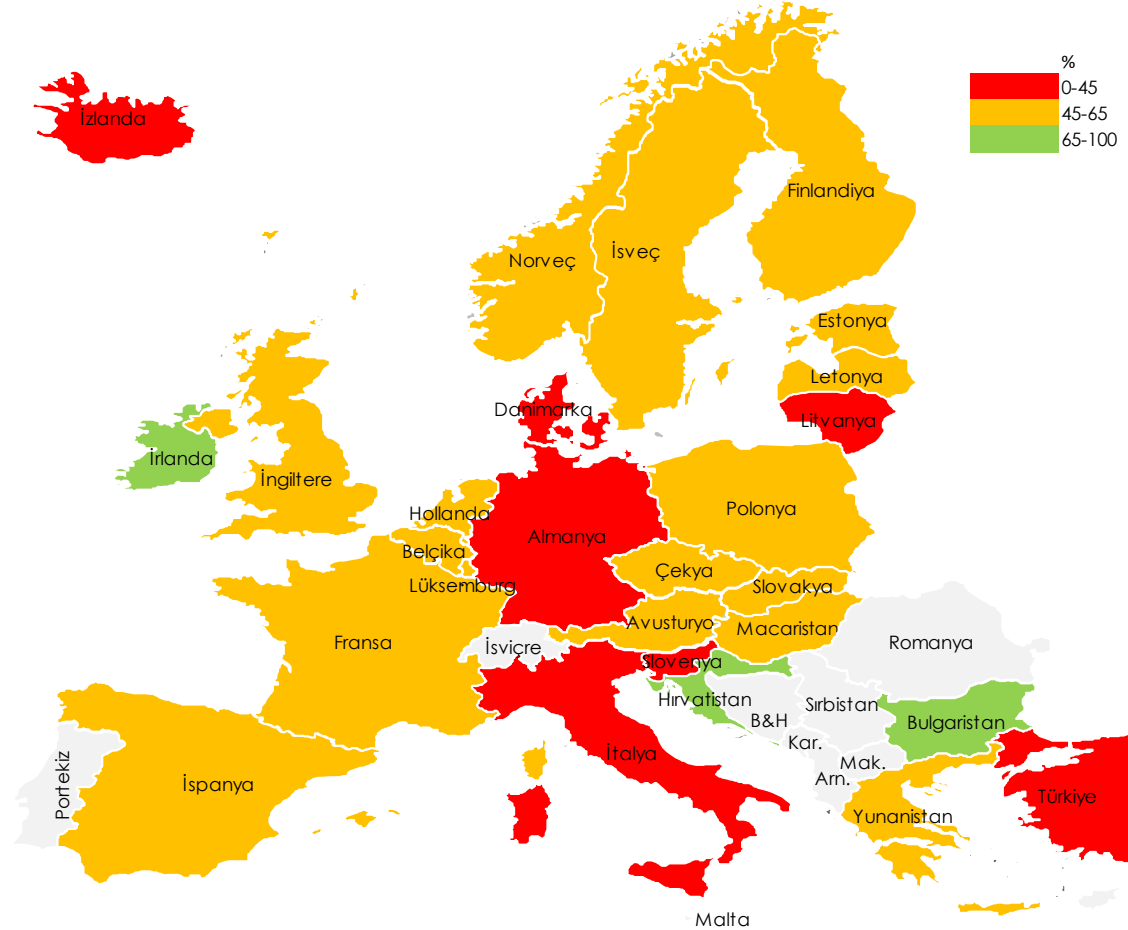 %
0-45
45-65
65-100
İzlanda
Finlandiya
Norveç
İsveç
Estonya
Letonya
Danimarka
Litvanya
İrlanda
İngiltere
Hollanda
Polonya
Almanya
Belçika
Çekya
Lüksemburg
Slovakya
Avusturyo
Macaristan
Fransa
İsviçre
Romanya
Slovenya
Hırvatistan
Sırbistan
B&H
Bulgaristan
Kar.
İtalya
Mak.
Arn.
Portekiz
İspanya
Türkiye
Yunanistan
Malta